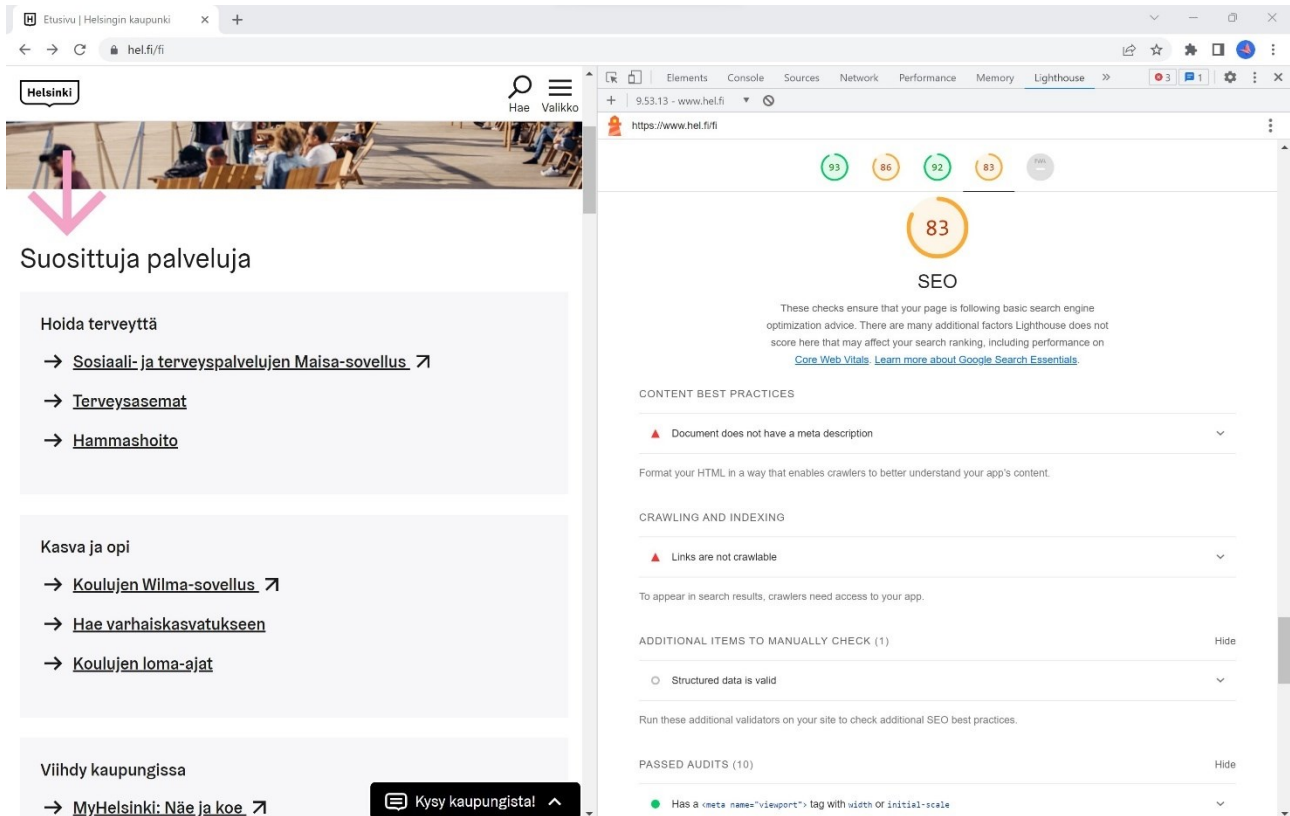 Etusivu | Helsingin kaupunki
hel.fi/fi
Helsinki
Hae
Valikko
Suosittuja palveluja
Hoida terveyttä
Sosiaali- ja terveyspalvelujen Maisa-sovellus
Terveysasemat
Hammashoito
Kasva ja opi
Koulujen Wilma-sovellus
Hae varhaiskasvatukseen
Koulujen loma-ajat
Viihdy kaupungissa
MyHelsinki: Näe ja koe
Kysy kaupungista!
Elements Console Sources Network Performance Memory Lighthouse » 3 1
9.53.13 - www.hel.fi
https://www.hel.fi/fi
93 86 92 83
83
SEO
These checks ensure that your page is following basic search engine
optimization advice. There are many additional factors Lighthouse does not
score here that may affect your search ranking, including performance on
Core Web Vitals. Learn more about Google Search Essentials.
CONTENT BEST PRACTICES
Document does not have a meta description
Format your HTML in a way that enables crawlers to better understand your app's content.
CRAWLING AND INDEXING
Links are not crawlable
To appear in search results, crawlers need access to your app.
ADDITIONAL ITEMS TO MANUALLY CHECK (1) Hide
Structured data is valid
Run these additional validators on your site to check additional SEO best practices.
PASSED AUDITS (10) Hide
Has a <meta name="viewport"> tag with width or initial-scale